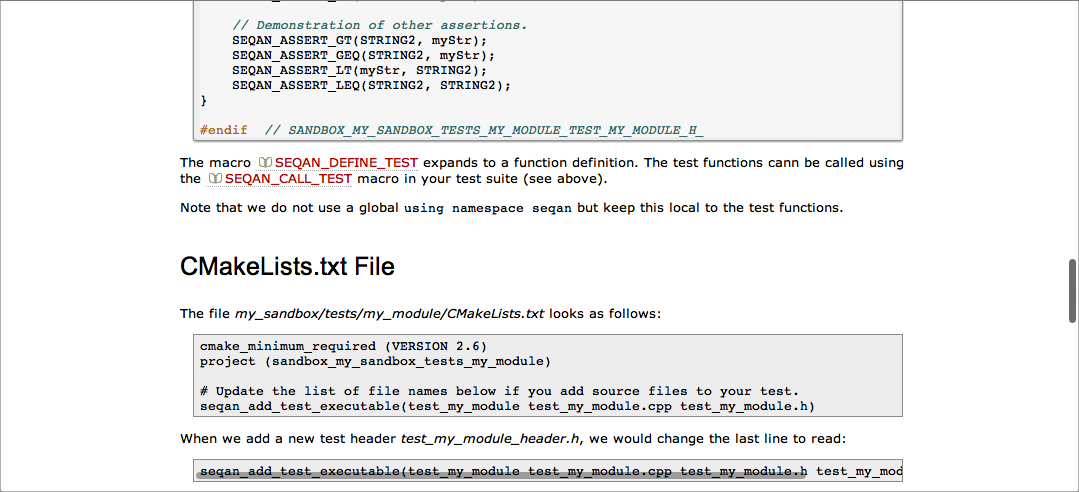 // Demonstration of other assertions.
SEQAN_ASSERT_GT(STRING2, myStr);
SEQAN_ASSERT_GEQ(STRING2, myStr);
SEQAN_ASSERT_LT(myStr, STRING2);
SEQAN_ASSERT_LEQ(STRING2, STRING2);
}
#endif // SANDBOX_MY_SANDBOX_TESTS_MY_MODULE_TEST_MY_MODULE_H_
The macro SEQAN_DEFINE_TEST expands to a function definition. The test functions cann be called using
the SEQAN_CALL_TEST macro in your test suite (see above).
Note that we do not use a global using namespace seqan but keep this local to the test functions.
CMakeLists.txt File
The file my_sandbox/tests/my_module/CMakeLists.txt looks as follows:
cmake_minimum_required (VERSION 2.6)
project (sandbox_my_sandbox_tests_my_module)
# Update the list of file names below if you add source files to your test.
seqan_add_test_executable(test_my_module test_my_module.cpp test_my_module.h)
When we add a new test header test_my_module_header.h, we would change the last line to read:
seqan_add_test_executable(test_my_module test_my_module.cpp test_my_module.h test_my_mod